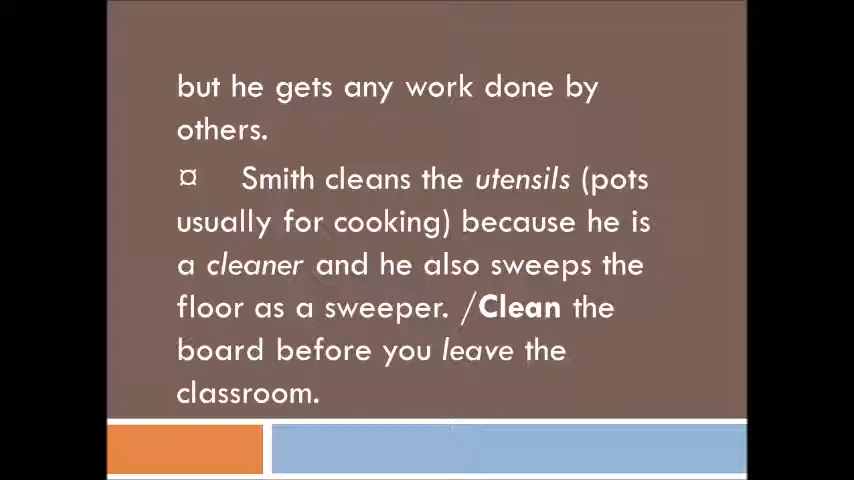 but he gets any work done by
others.
¤ Smith cleans the utensils (pots
usually for cooking) because he is
a cleaner and he also sweeps the
floor as a sweeper. /Clean the
board before you leave the
classroom.